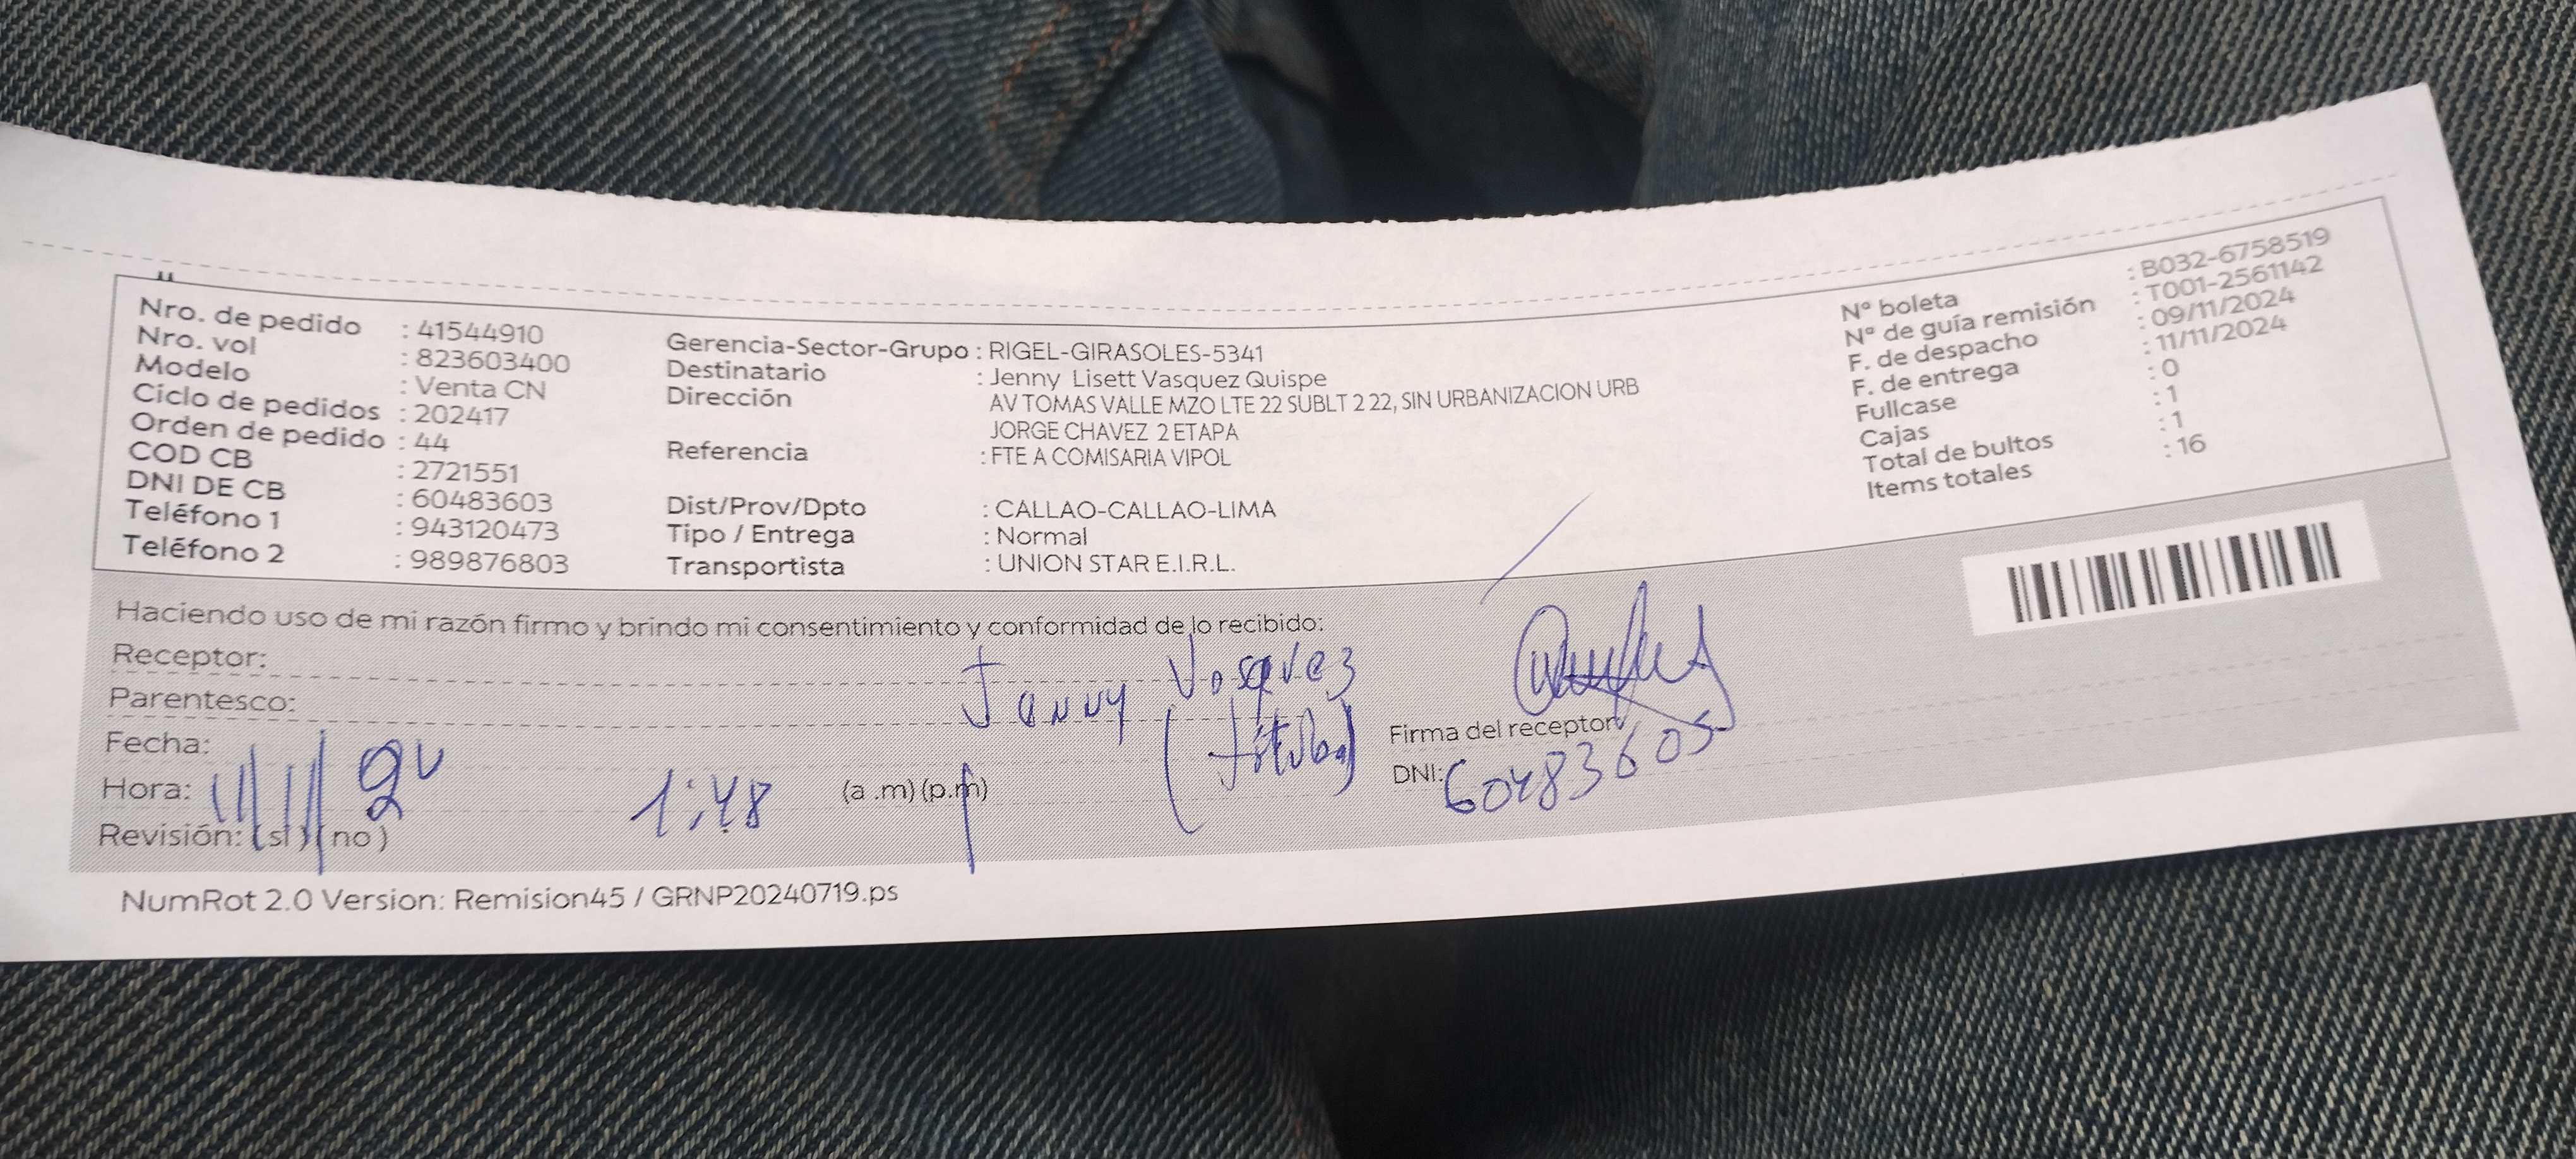 Nro. de pedido : 41544910
Nro. vol : 823603400
Modelo : Venta CN
Ciclo de pedidos : 202417
Orden de pedido : 44
COD CB : 2721551
DNI DE CB : 60483603
Teléfono 1 : 943120473
Teléfono 2 : 989876803
Gerencia-Sector-Grupo : RIGEL-GIRASOLES-5341
Destinatario : Jenny Lisett Vasquez Quispe
Dirección AV TOMAS VALLE MZO LTE 22 SUBLT 2 22, SIN URBANIZACION URB
JORGE CHAVEZ 2 ETAPA
Referencia : FTE A COMISARIA VIPOL
Dist/Prov/Dpto : CALLAO-CALLAO-LIMA
Tipo / Entrega : Normal
Transportista : UNION STAR E.I.R.L.
N° boleta : B032-6758519
N° de guía remisión : T001-2561142
F. de despacho : 09/11/2024
F. de entrega : 11/11/2024
Fullcase : 0
Cajas : 1
Total de bultos : 1
Items totales : 16
Haciendo uso de mi razón firmo y brindo mi consentimiento y conformidad de lo recibido:
Receptor: Jenny Vasquez
Parentesco:
Fecha:
Hora: 1:48 (a .m) (p.m)
Revisión: (si ) ( no )
Firma del receptor
DNI: 60483605
NumRot 2.0 Version: Remision45 / GRNP20240719.ps